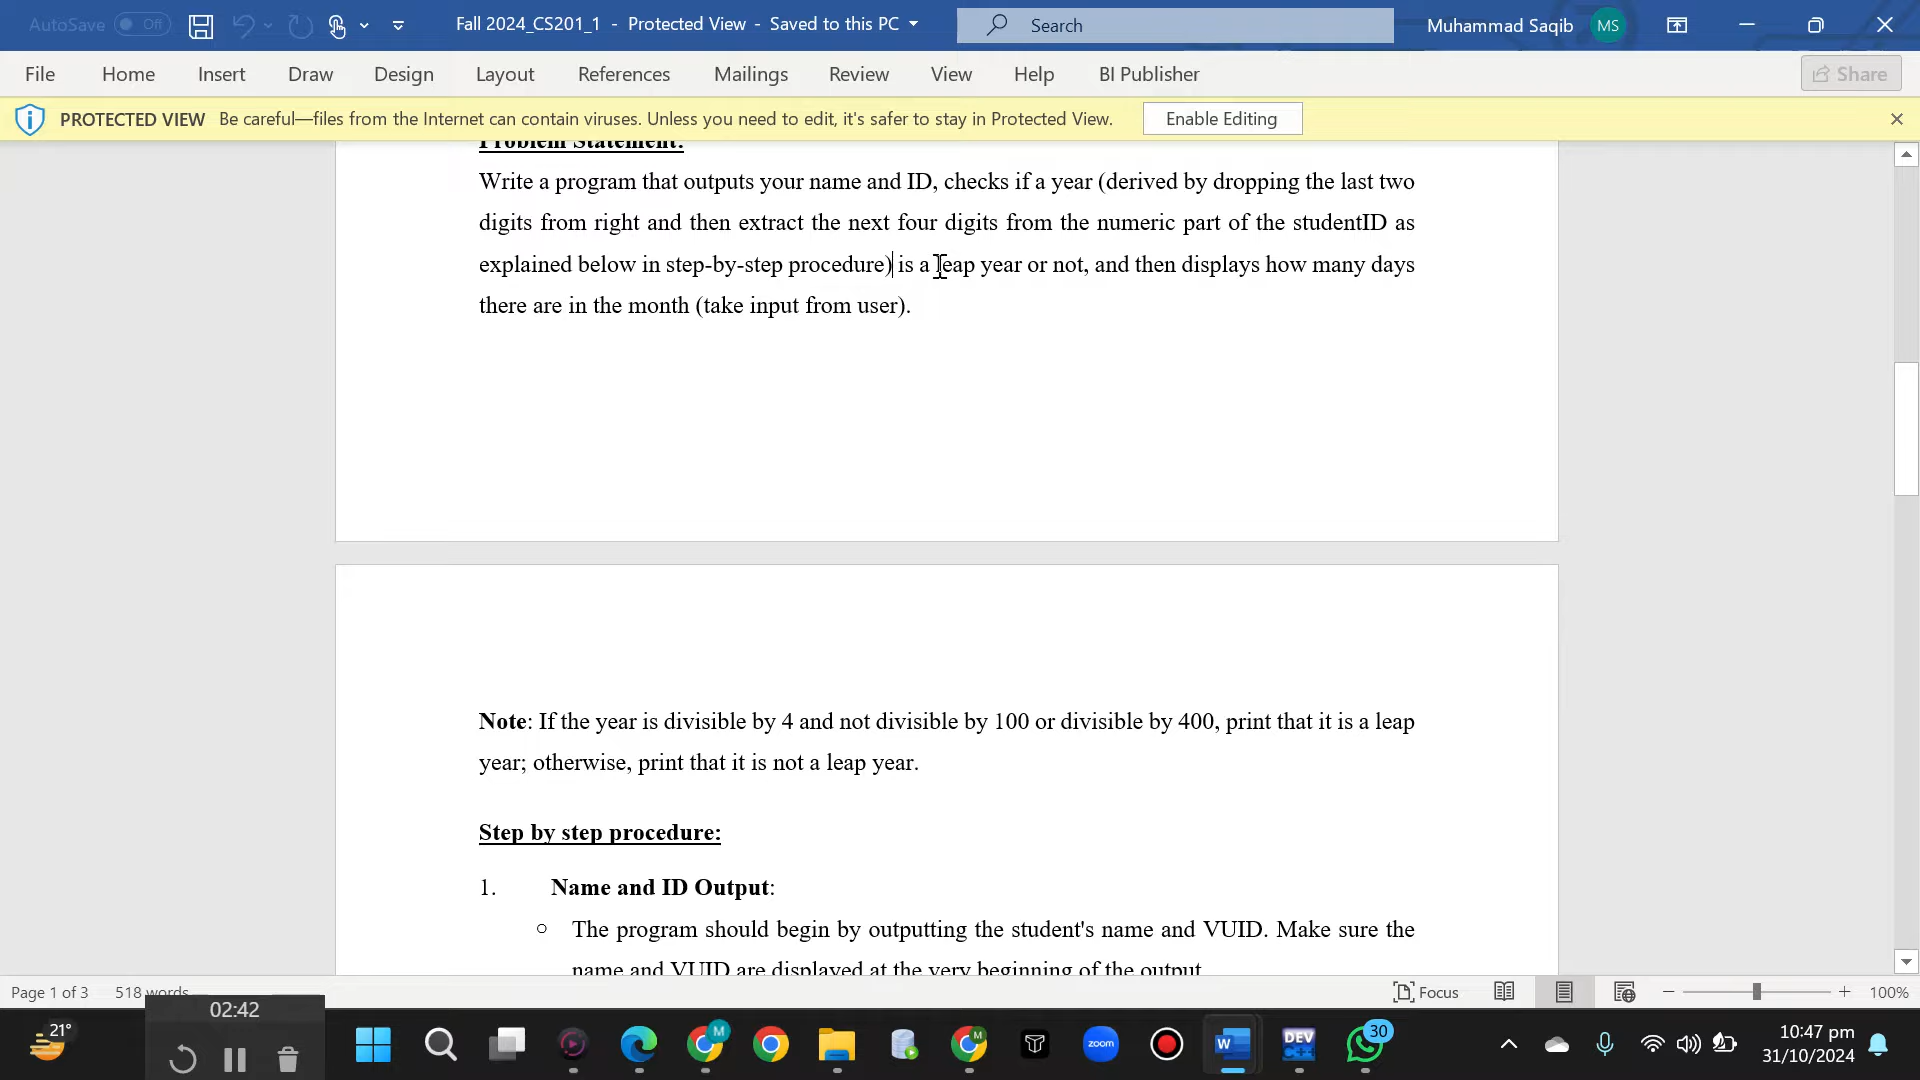 AutoSave Off
Fall 2024_CS201_1 - Protected View - Saved to this PC
Search
Muhammad Saqib MS
File Home Insert Draw Design Layout References Mailings Review View Help BI Publisher Share
PROTECTED VIEW Be careful—files from the Internet can contain viruses. Unless you need to edit, it's safer to stay in Protected View. Enable Editing
Problem Statement:
Write a program that outputs your name and ID, checks if a year (derived by dropping the last two
digits from right and then extract the next four digits from the numeric part of the studentID as
explained below in step-by-step procedure) is a leap year or not, and then displays how many days
there are in the month (take input from user).
Note: If the year is divisible by 4 and not divisible by 100 or divisible by 400, print that it is a leap
year; otherwise, print that it is not a leap year.
Step by step procedure:
1. Name and ID Output:
○ The program should begin by outputting the student's name and VUID. Make sure the
name and VUID are displayed at the very beginning of the output.
Page 1 of 3 518 words
Focus
100%
02:42
21°
M
M
zoom
W
DEV C++
30
10:47 pm
31/10/2024